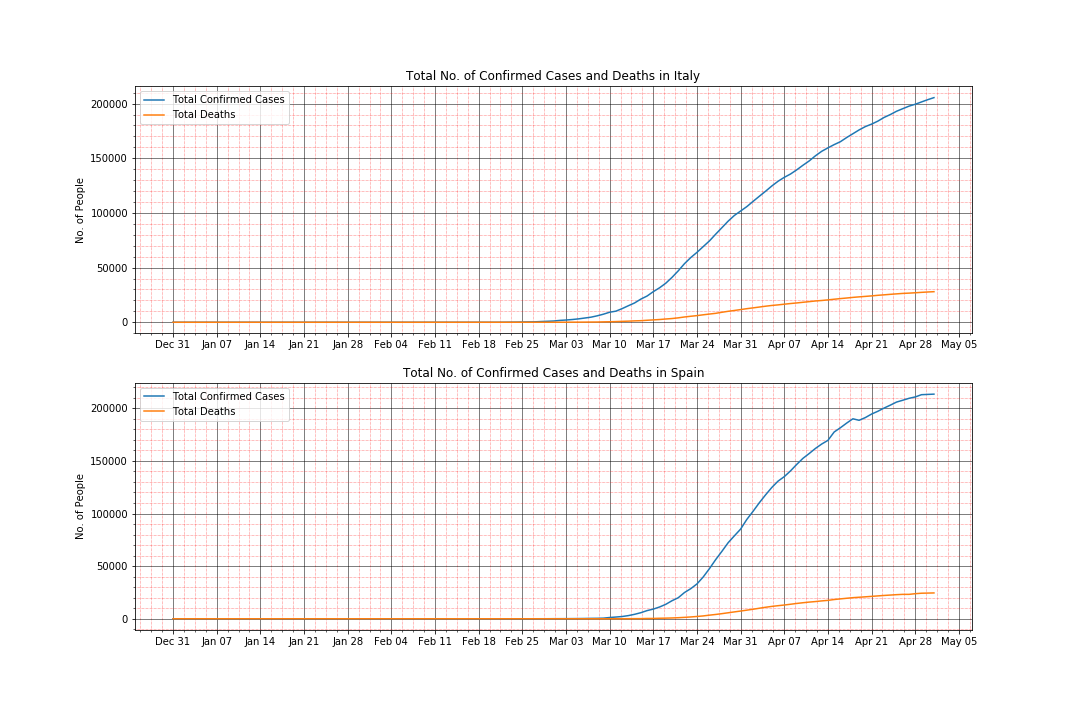 Total No. of Confirmed Cases and Deaths in Italy
Total Confirmed Cases
Total Deaths
No. of People
200000
150000
100000
50000
0
Dec 31 Jan 07 Jan 14 Jan 21 Jan 28 Feb 04 Feb 11 Feb 18 Feb 25 Mar 03 Mar 10 Mar 17 Mar 24 Mar 31 Apr 07 Apr 14 Apr 21 Apr 28 May 05
Total No. of Confirmed Cases and Deaths in Spain
Total Confirmed Cases
Total Deaths
No. of People
200000
150000
100000
50000
0
Dec 31 Jan 07 Jan 14 Jan 21 Jan 28 Feb 04 Feb 11 Feb 18 Feb 25 Mar 03 Mar 10 Mar 17 Mar 24 Mar 31 Apr 07 Apr 14 Apr 21 Apr 28 May 05